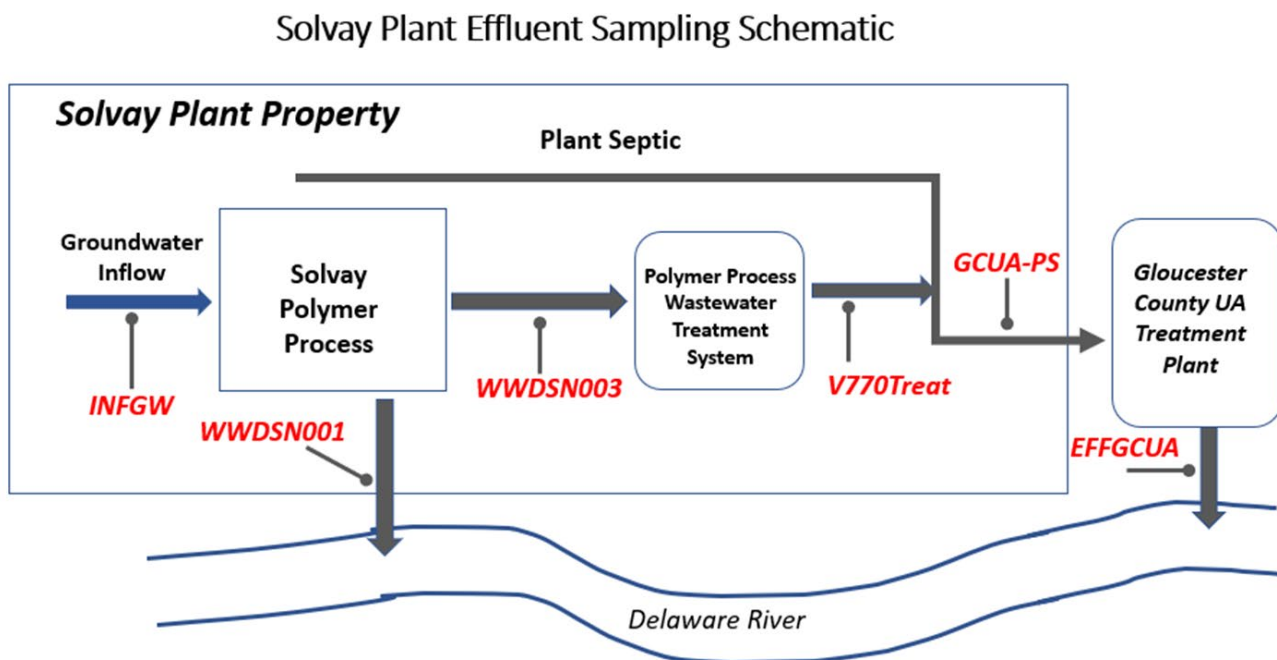 Solvay Plant Effluent Sampling Schematic
Solvay Plant Property
Plant Septic
Groundwater
Inflow
INFGW
Solvay
Polymer
Process
WWDSN001
WWDSN003
Polymer Process
Wastewater
Treatment
System
V770Treat
GCUA-PS
Gloucester
County UA
Treatment
Plant
EFFGCUA
Delaware River